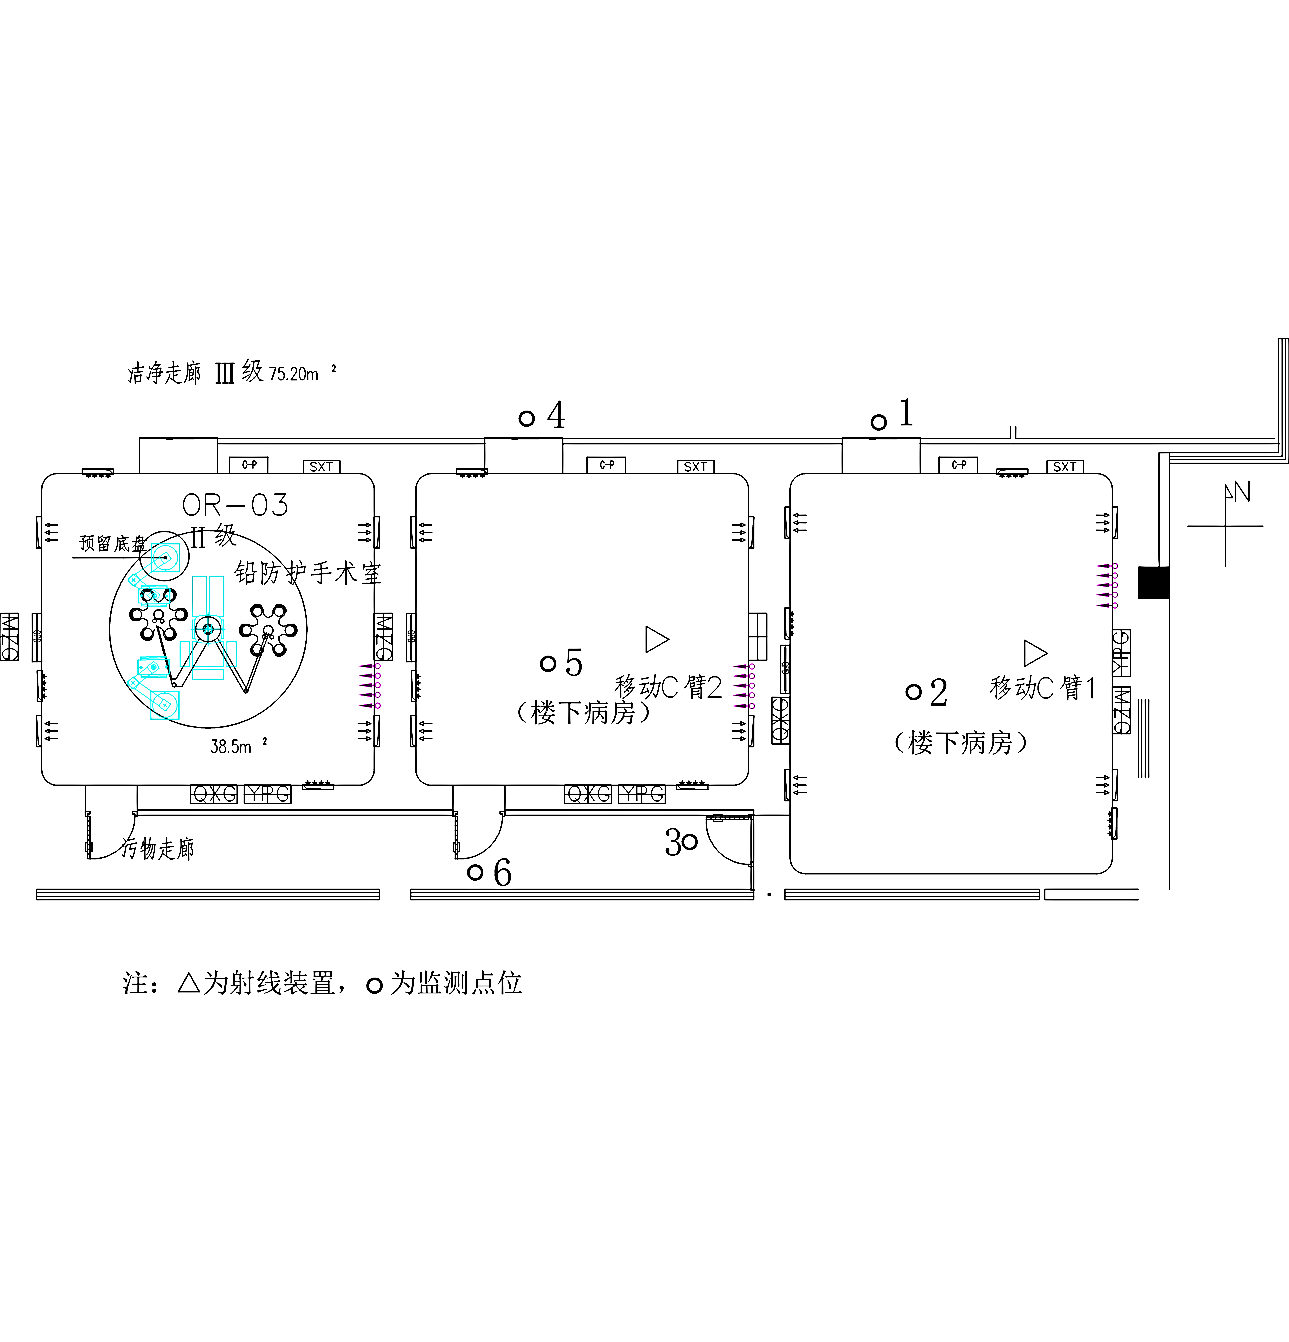 洁净走廊 Ⅲ级 75.20m ²
4
1
C-P
SXT
C-P
SXT
C-P
SXT
N
OR-03
Ⅱ级
预留底盘
铅防护手术室
MZG
MZG
5
移动C臂2
（楼下病房）
2
移动C臂1
（楼下病房）
YPG
MZG
QXG
38.5m ²
QXG
YPG
QXG
YPG
污物走廊
3
6
注：△为射线装置，○为监测点位